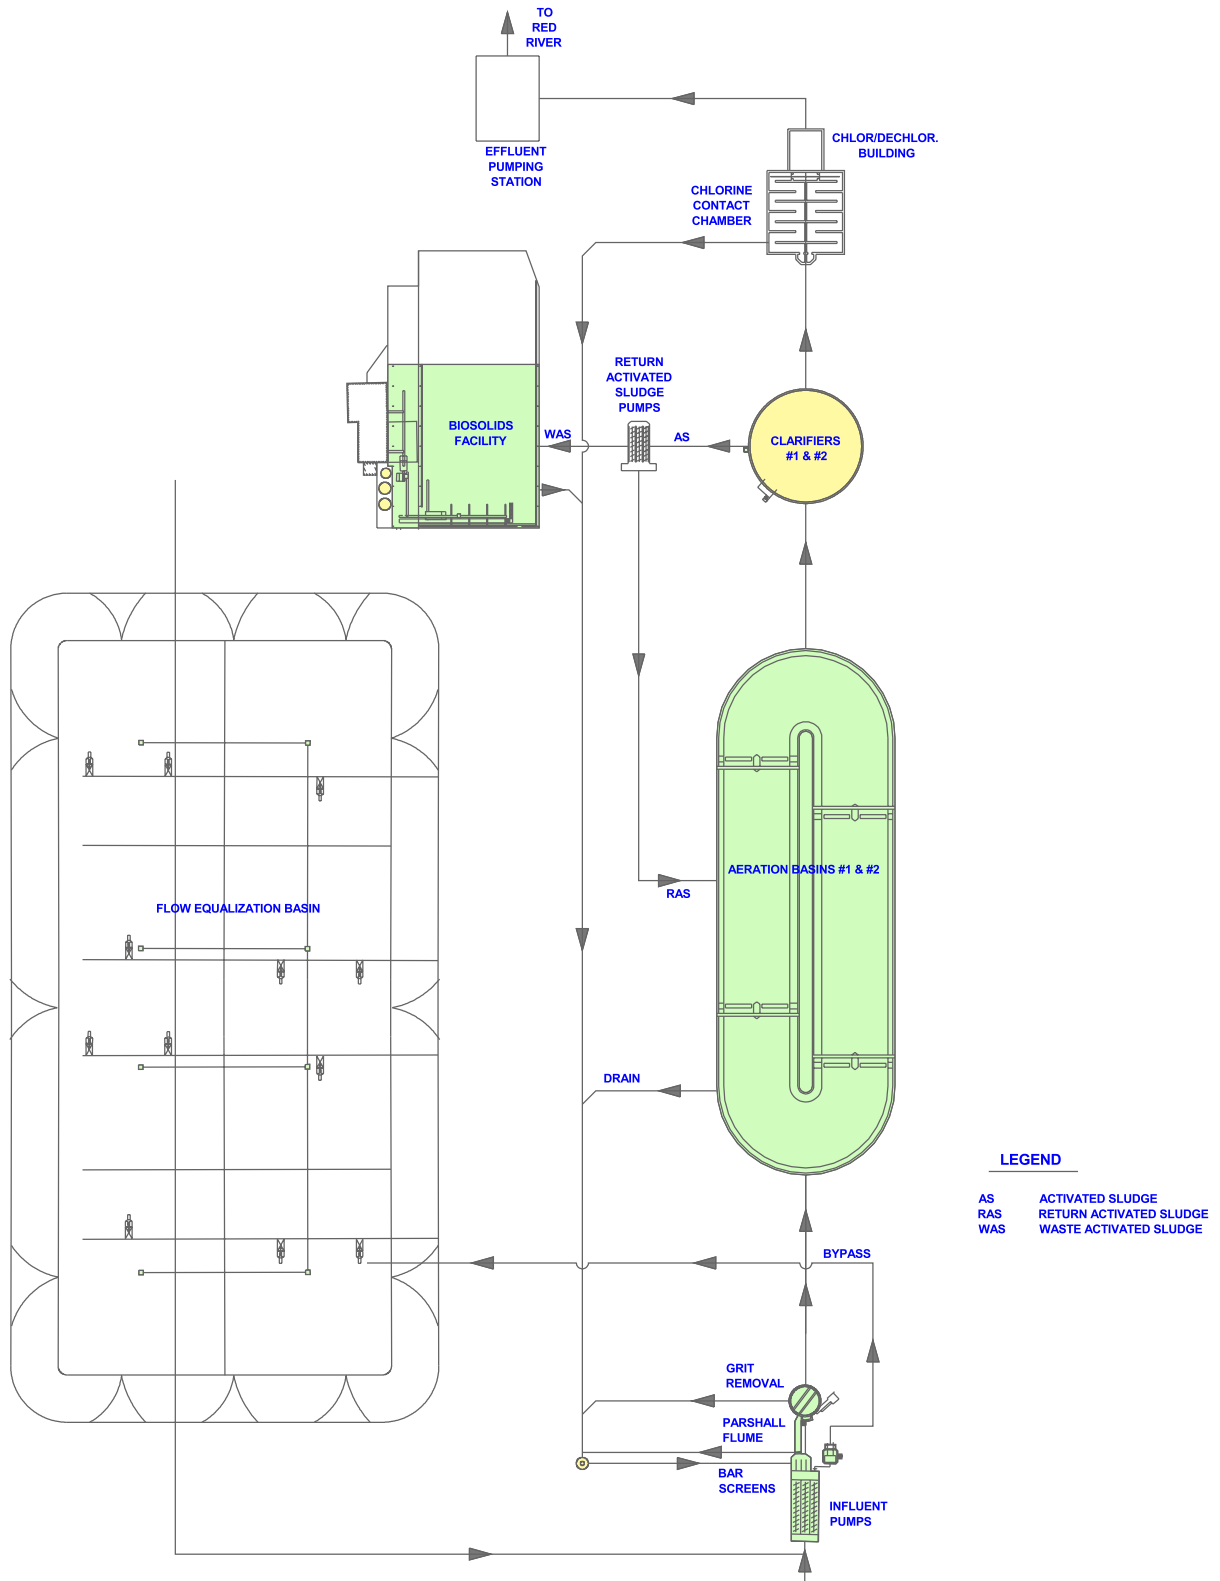 TO
RED
RIVER
EFFLUENT
PUMPING
STATION
CHLOR/DECHLOR.
BUILDING
CHLORINE
CONTACT
CHAMBER
RETURN
ACTIVATED
SLUDGE
PUMPS
BIOSOLIDS
FACILITY
WAS
AS
CLARIFIERS
#1 & #2
AERATION BASINS #1 & #2
RAS
FLOW EQUALIZATION BASIN
DRAIN
LEGEND
AS ACTIVATED SLUDGE
RAS RETURN ACTIVATED SLUDGE
WAS WASTE ACTIVATED SLUDGE
BYPASS
GRIT
REMOVAL
PARSHALL
FLUME
BAR
SCREENS
INFLUENT
PUMPS